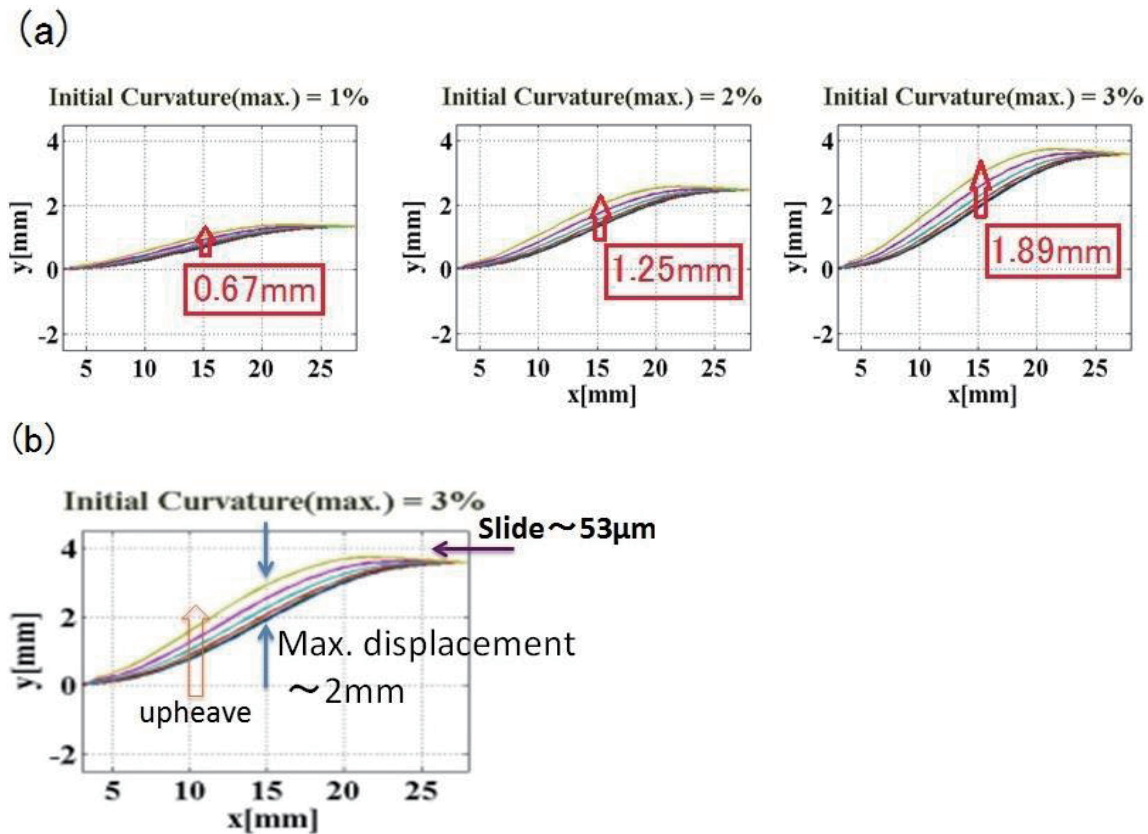 (a)
Initial Curvature(max.) = 1%
Initial Curvature(max.) = 2%
Initial Curvature(max.) = 3%
4
2
0
-2
y[mm]
0.67mm
5 10 15 20 25
4
2
0
-2
y[mm]
1.25mm
5 10 15 20 25
x[mm]
4
2
0
-2
y[mm]
1.89mm
5 10 15 20 25
x[mm]
(b)
Initial Curvature(max.) = 3%
Slide～53μm
4
2
0
-2
y[mm]
Max. displacement
～2mm
upheave
5 10 15 20 25
x[mm]